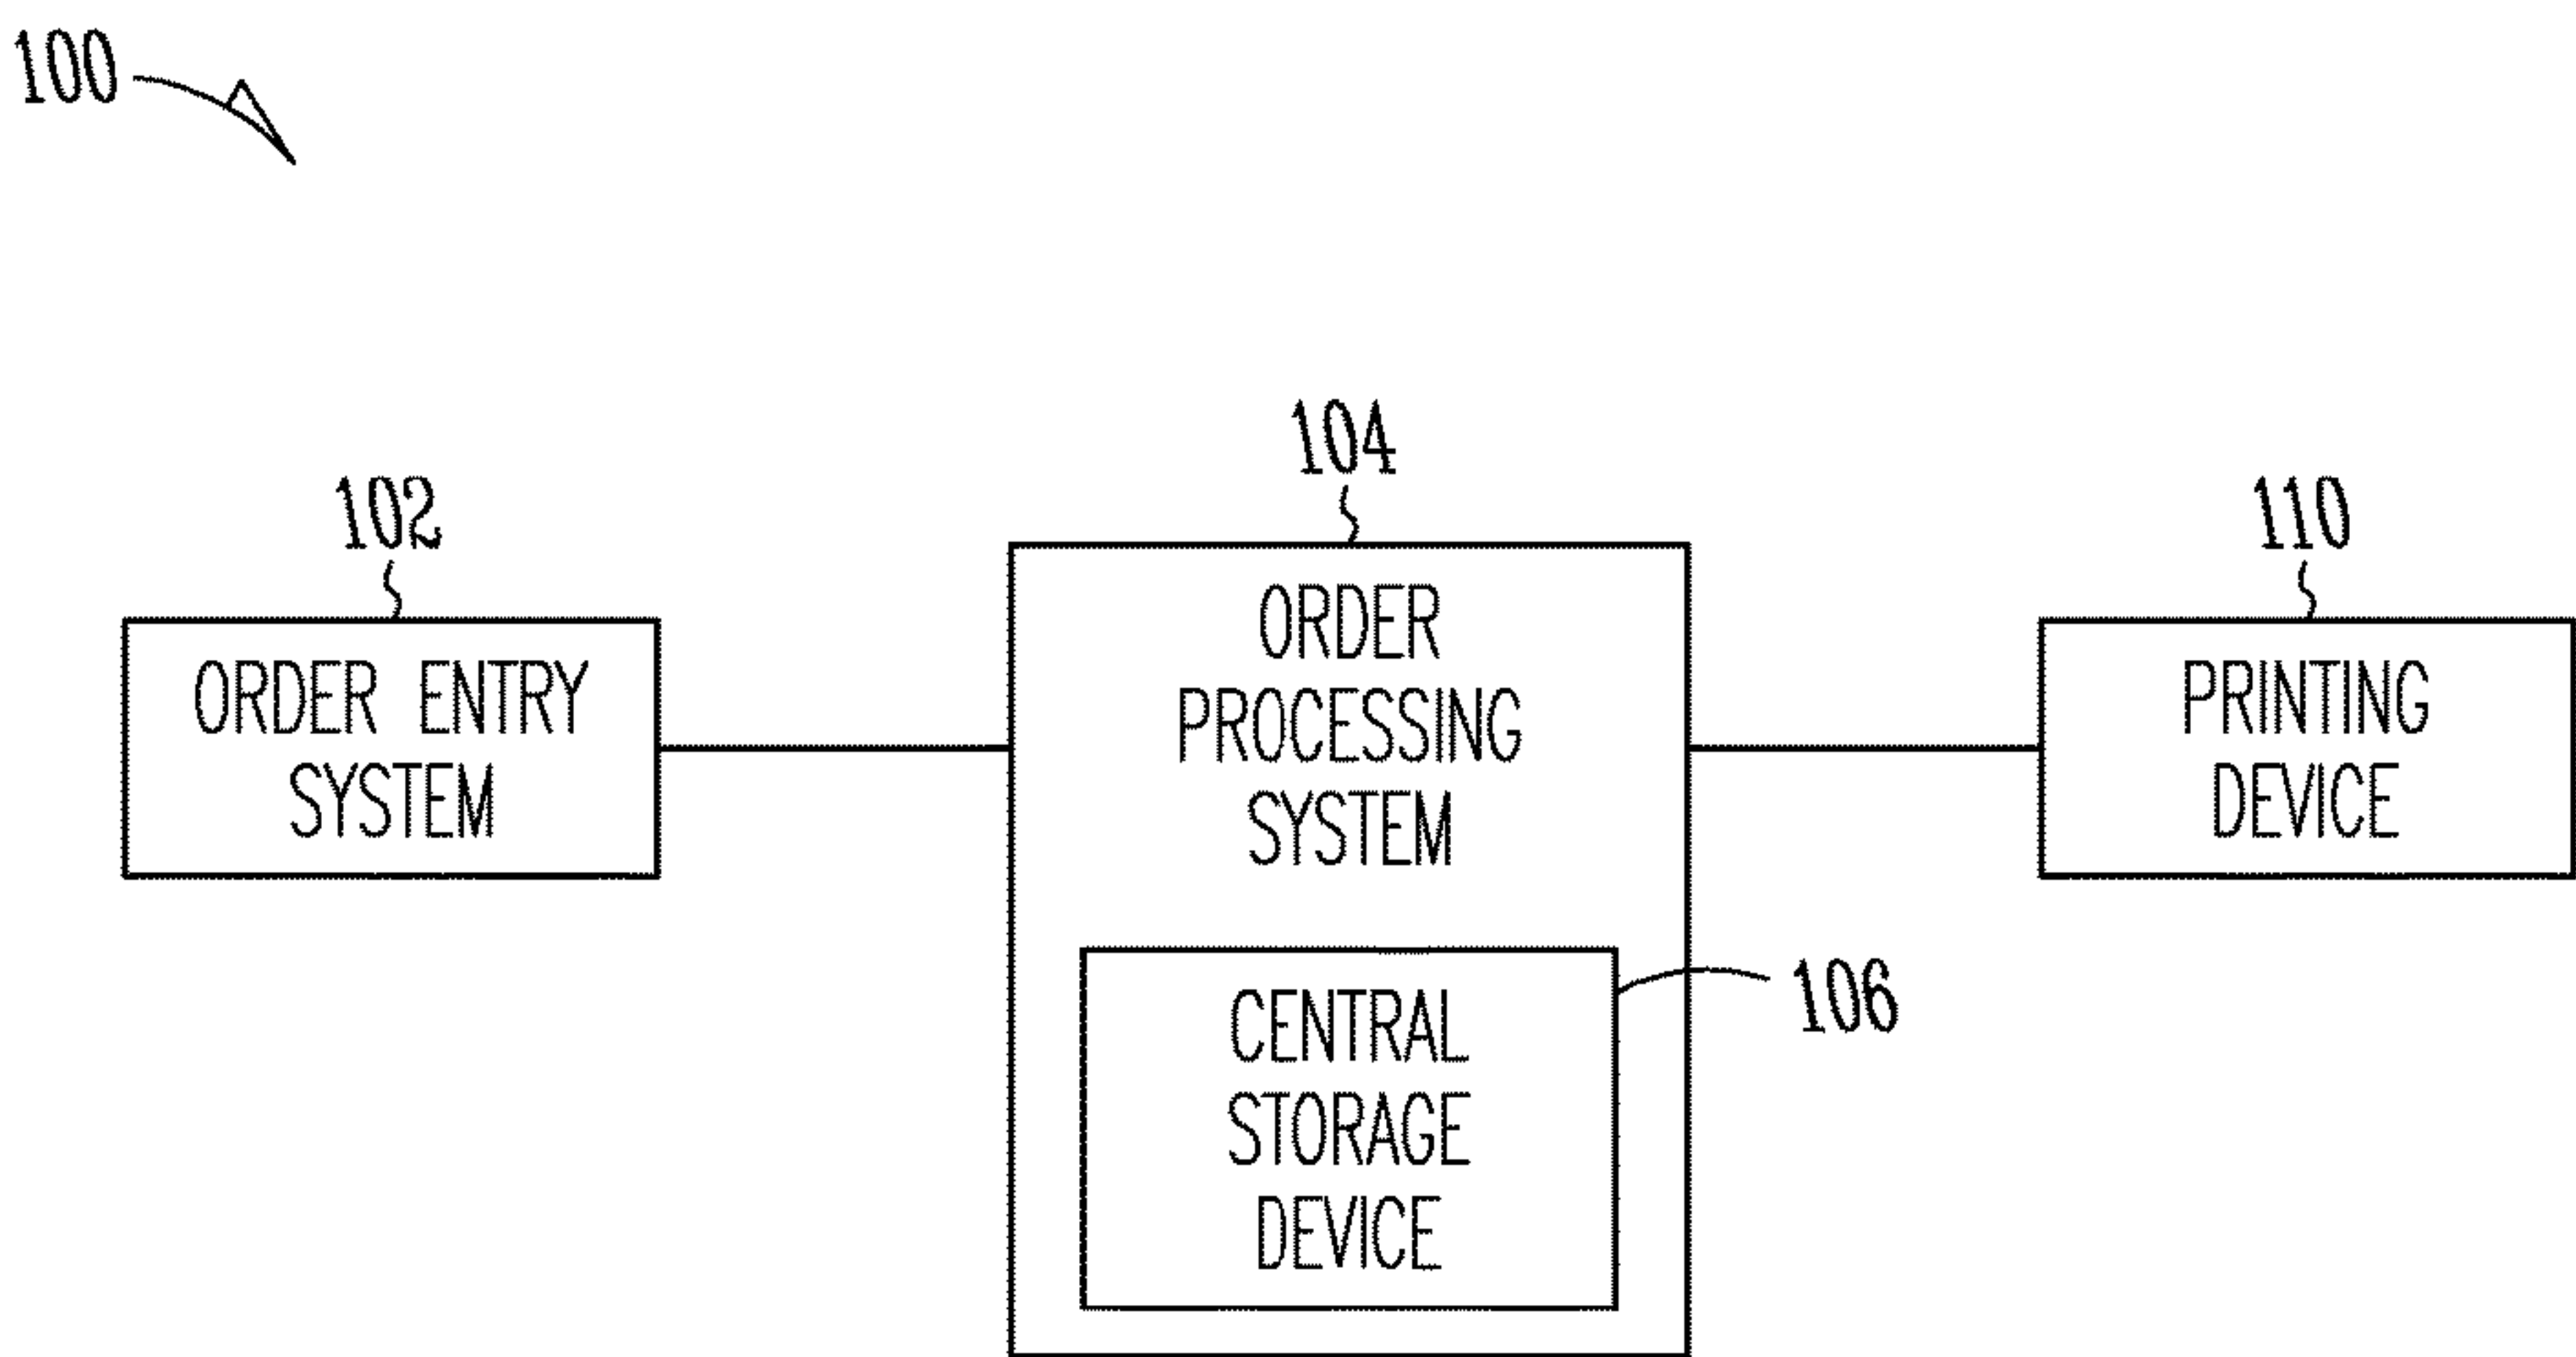 100
102
ORDER ENTRY
SYSTEM
104
ORDER
PROCESSING
SYSTEM
CENTRAL
STORAGE
DEVICE
106
110
PRINTING
DEVICE